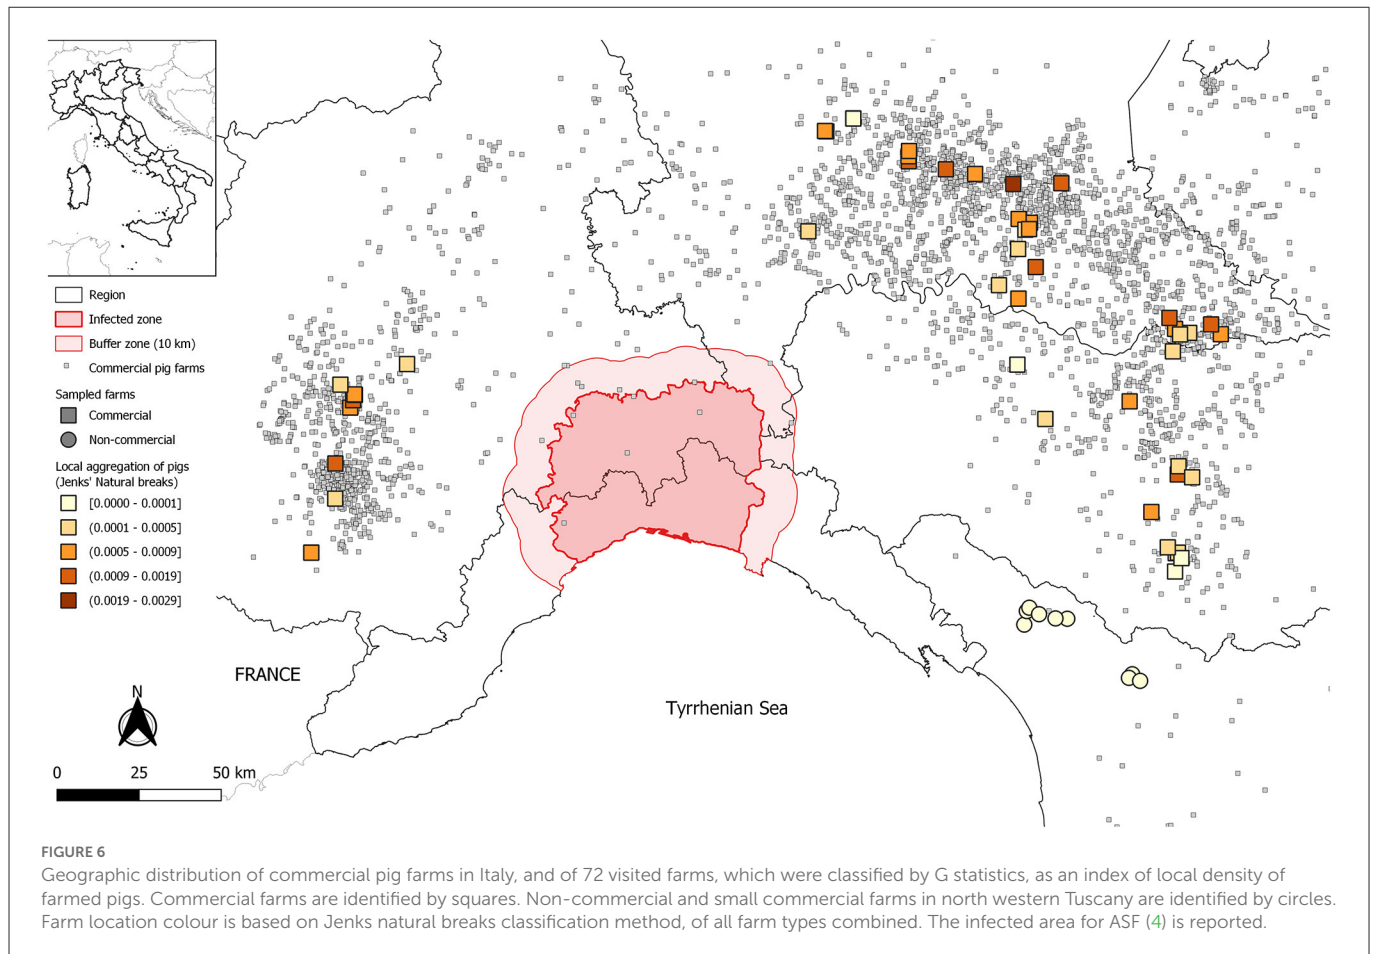 Region
Infected zone
Buffer zone (10 km)
Commercial pig farms
Sampled farms
Commercial
Non-commercial
Local aggregation of pigs
(Jenks' Natural breaks)
[0.0000 - 0.0001]
(0.0001 - 0.0005]
(0.0005 - 0.0009]
(0.0009 - 0.0019]
(0.0019 - 0.0029]
FRANCE
N
Tyrrhenian Sea
0 25 50 km
FIGURE 6
Geographic distribution of commercial pig farms in Italy, and of 72 visited farms, which were classified by G statistics, as an index of local density of
farmed pigs. Commercial farms are identified by squares. Non-commercial and small commercial farms in north western Tuscany are identified by circles.
Farm location colour is based on Jenks natural breaks classification method, of all farm types combined. The infected area for ASF (4) is reported.